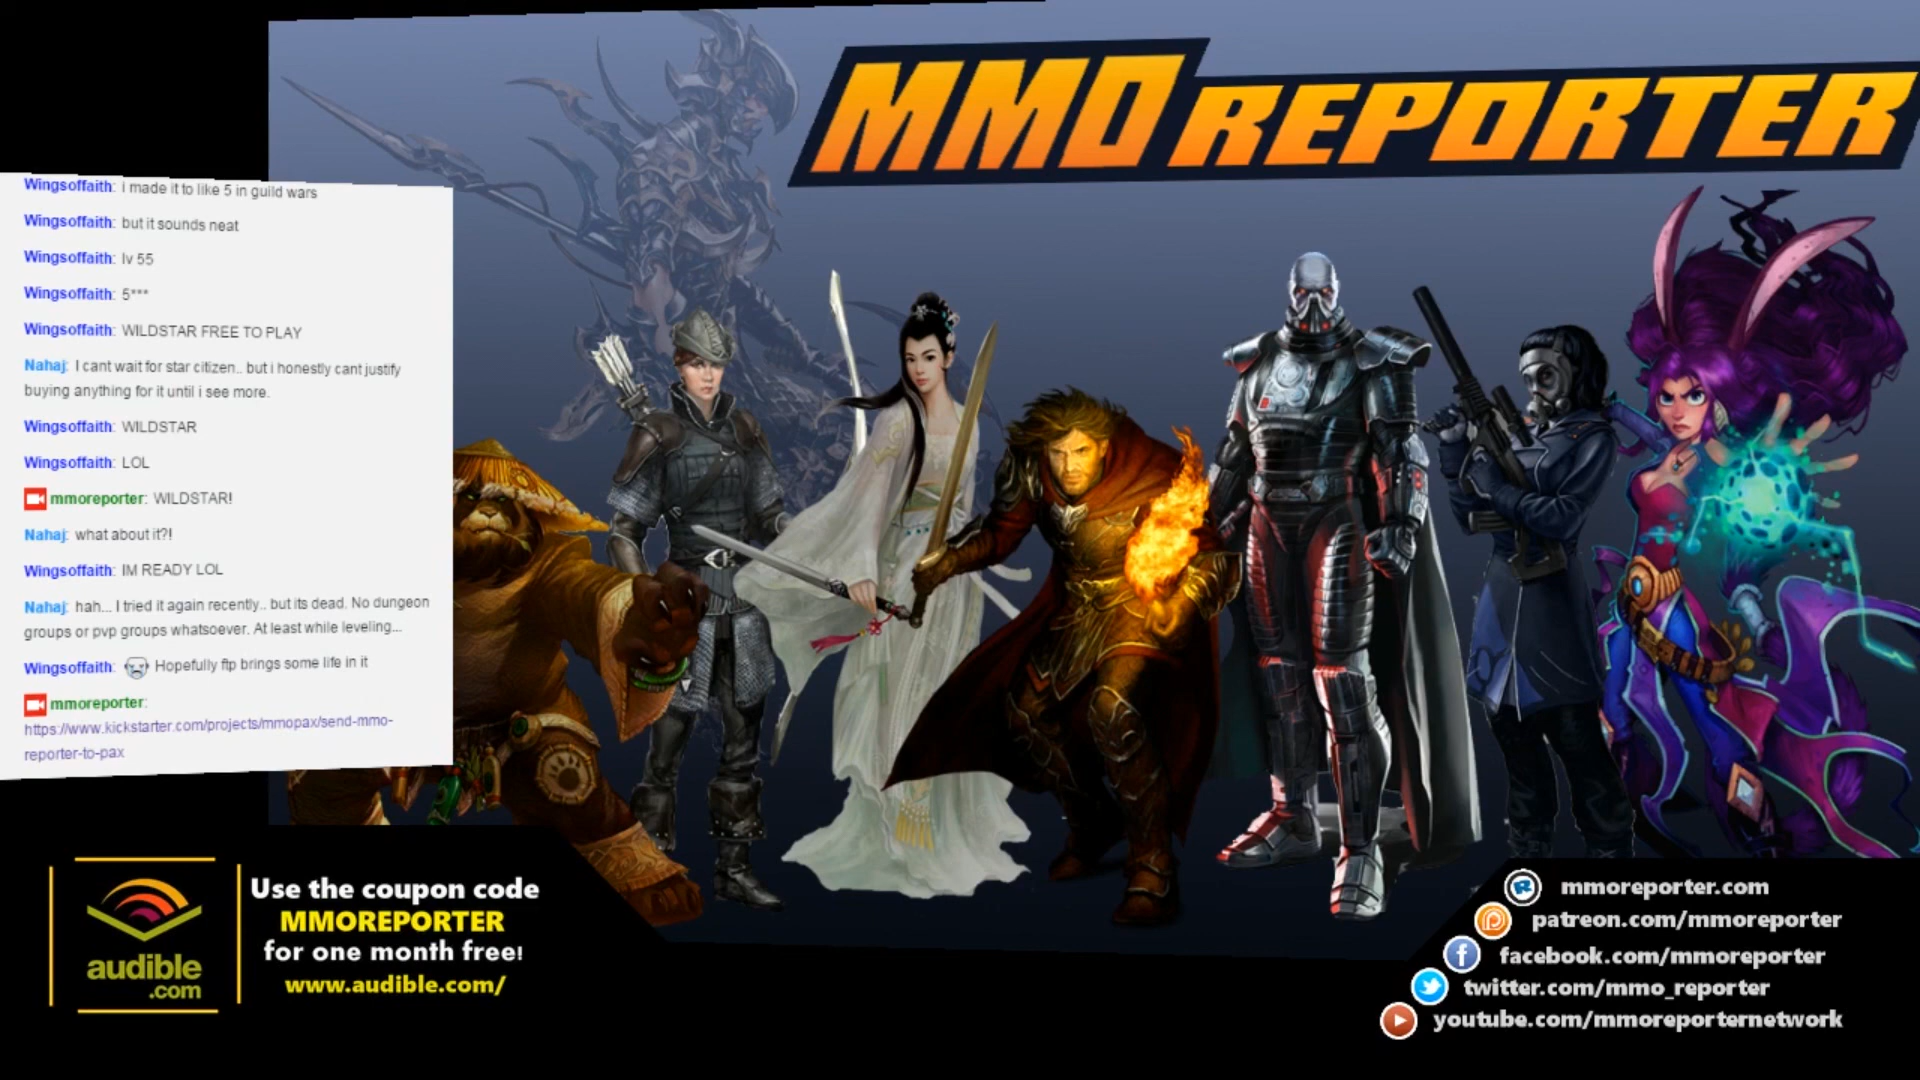 MMO REPORTER
Wingsoffaith: i made it to like 5 in guild wars
Wingsoffaith: but it sounds neat
Wingsoffaith: lv 55
Wingsoffaith: 5***
Wingsoffaith: WILDSTAR FREE TO PLAY
Nahaj: I cant wait for star citizen.. but i honestly cant justify
buying anything for it until i see more.
Wingsoffaith: WILDSTAR
Wingsoffaith: LOL
mmoreporter: WILDSTAR!
Nahaj: what about it?!
Wingsoffaith: IM READY LOL
Nahaj: hah... I tried it again recently.. but its dead. No dungeon
groups or pvp groups whatsoever. At least while leveling...
Wingsoffaith: Hopefully ftp brings some life in it
mmoreporter:
https://www.kickstarter.com/projects/mmopax/send-mmo-
reporter-to-pax
audible
.com
Use the coupon code
MMOREPORTER
for one month free!
www.audible.com/
mmoreporter.com
patreon.com/mmoreporter
facebook.com/mmoreporter
twitter.com/mmo_reporter
youtube.com/mmoreporternetwork